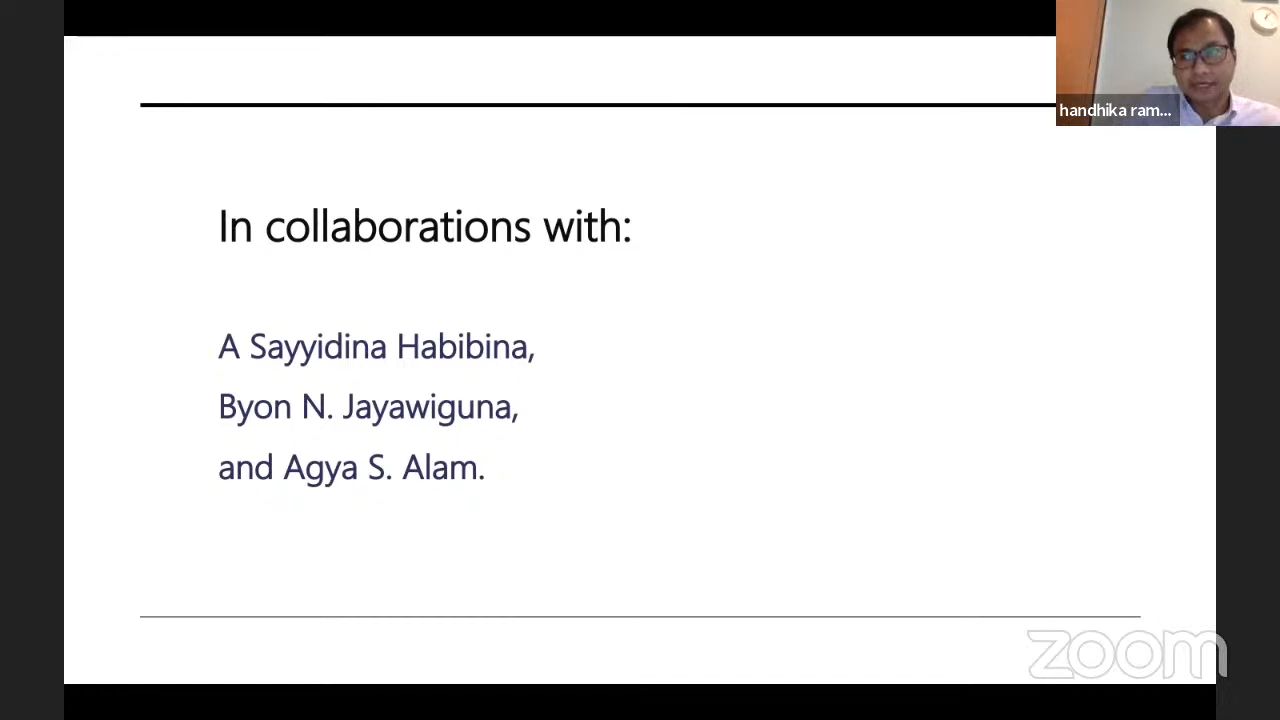 handhika ram...
In collaborations with:
A Sayyidina Habibina,
Byon N. Jayawiguna,
and Agya S. Alam.
zoom